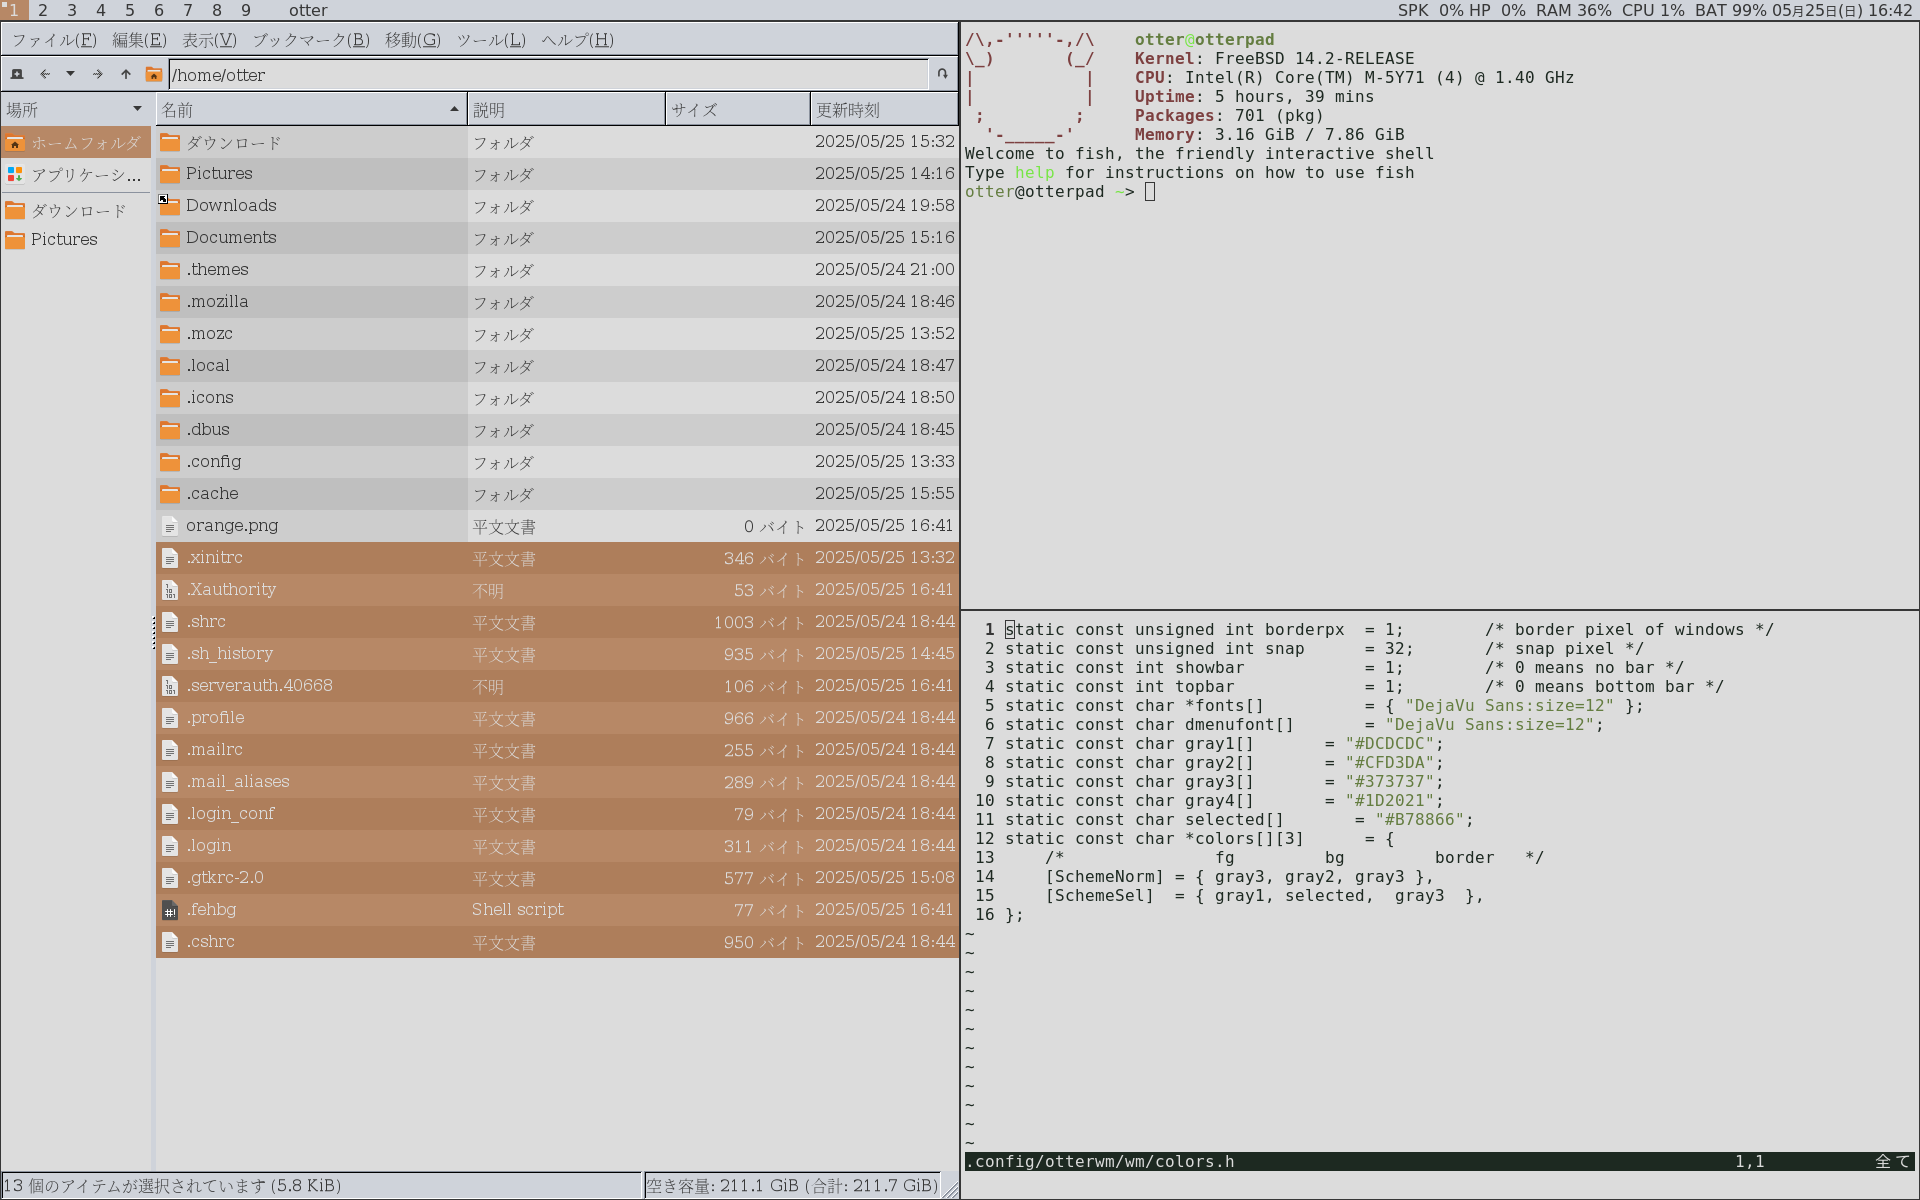 1 2 3 4 5 6 7 8 9 otter SPK 0% HP 0% RAM 36% CPU 1% BAT 99% 05月25日(日) 16:42
ファイル(F) 編集(E) 表示(V) ブックマーク(B) 移動(G) ツール(L) ヘルプ(H)
/home/otter
場所
ホームフォルダ
アプリケーシ...
ダウンロード
Pictures
名前 説明 サイズ 更新時刻
ダウンロード フォルダ 2025/05/25 15:32
Pictures フォルダ 2025/05/25 14:16
Downloads フォルダ 2025/05/24 19:58
Documents フォルダ 2025/05/25 15:16
.themes フォルダ 2025/05/24 21:00
.mozilla フォルダ 2025/05/24 18:46
.mozc フォルダ 2025/05/25 13:52
.local フォルダ 2025/05/24 18:47
.icons フォルダ 2025/05/24 18:50
.dbus フォルダ 2025/05/24 18:45
.config フォルダ 2025/05/25 13:33
.cache フォルダ 2025/05/25 15:55
orange.png 平文文書 0 バイト 2025/05/25 16:41
.xinitrc 平文文書 346 バイト 2025/05/25 13:32
.Xauthority 不明 53 バイト 2025/05/25 16:41
.shrc 平文文書 1003 バイト 2025/05/24 18:44
.sh_history 平文文書 935 バイト 2025/05/24 14:45
.serverauth.40668 不明 106 バイト 2025/05/25 16:41
.profile 平文文書 966 バイト 2025/05/24 18:44
.mailrc 平文文書 255 バイト 2025/05/24 18:44
.mail_aliases 平文文書 289 バイト 2025/05/24 18:44
.login_conf 平文文書 79 バイト 2025/05/24 18:44
.login 平文文書 311 バイト 2025/05/24 18:44
.gtkrc-2.0 平文文書 577 バイト 2025/05/25 15:08
.fehbg Shell script 77 バイト 2025/05/25 16:41
.cshrc 平文文書 950 バイト 2025/05/24 18:44
13 個のアイテムが選択されています (5.8 KiB) 空き容量: 211.1 GiB (合計: 211.7 GiB)
/\,-'''''-,/\ otter@otterpad
\_)       (_/ Kernel: FreeBSD 14.2-RELEASE
|           | CPU: Intel(R) Core(TM) M-5Y71 (4) @ 1.40 GHz
|           | Uptime: 5 hours, 39 mins
 ;         ; Packages: 701 (pkg)
  '-_____-' Memory: 3.16 GiB / 7.86 GiB
Welcome to fish, the friendly interactive shell
Type help for instructions on how to use fish
otter@otterpad ~>
1 static const unsigned int borderpx  = 1;        /* border pixel of windows */
2 static const unsigned int snap      = 32;       /* snap pixel */
3 static const int showbar            = 1;        /* 0 means no bar */
4 static const int topbar             = 1;        /* 0 means bottom bar */
5 static const char *fonts[]          = { "DejaVu Sans:size=12" };
6 static const char dmenufont[]       = "DejaVu Sans:size=12";
7 static const char gray1[]       = "#DCDCDC";
8 static const char gray2[]       = "#CFD3DA";
9 static const char gray3[]       = "#373737";
10 static const char gray4[]       = "#1D2021";
11 static const char selected[]       = "#B78866";
12 static const char *colors[][3]      = {
13     /*               fg         bg         border   */
14     [SchemeNorm] = { gray3, gray2, gray3 },
15     [SchemeSel]  = { gray1, selected,  gray3  },
16 };
~
~
~
~
~
~
~
~
~
~
~
~
.config/otterwm/wm/colors.h 1,1 全て